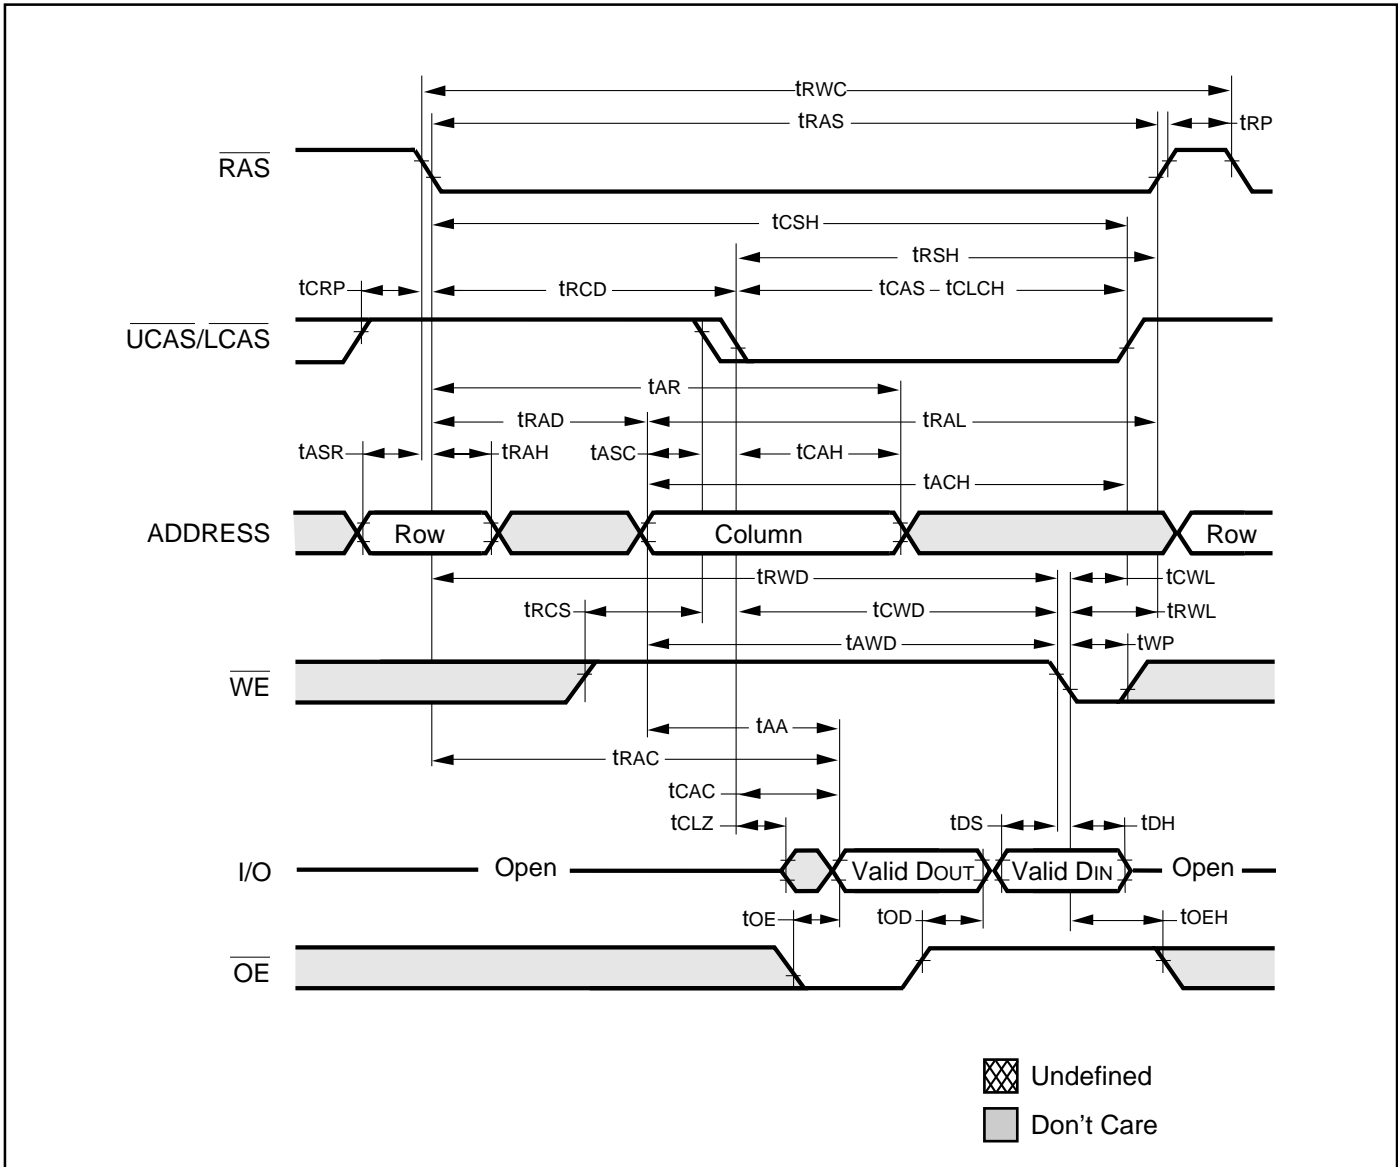 tRWC
tRAS
tRP
RAS
tCSH
tRSH
tCRP
tRCD
tCAS – tCLCH
UCAS/LCAS
tAR
tRAD
tRAL
tASR
tRAH
tASC
tCAH
tACH
ADDRESS
Row
Column
Row
tRWD
tCWL
tRCS
tCWD
tRWL
tAWD
tWP
WE
tAA
tRAC
tCAC
tCLZ
tDS
tDH
I/O
Open
Valid DOUT
Valid DIN
Open
tOE
tOD
tOEH
OE
Undefined
Don't Care